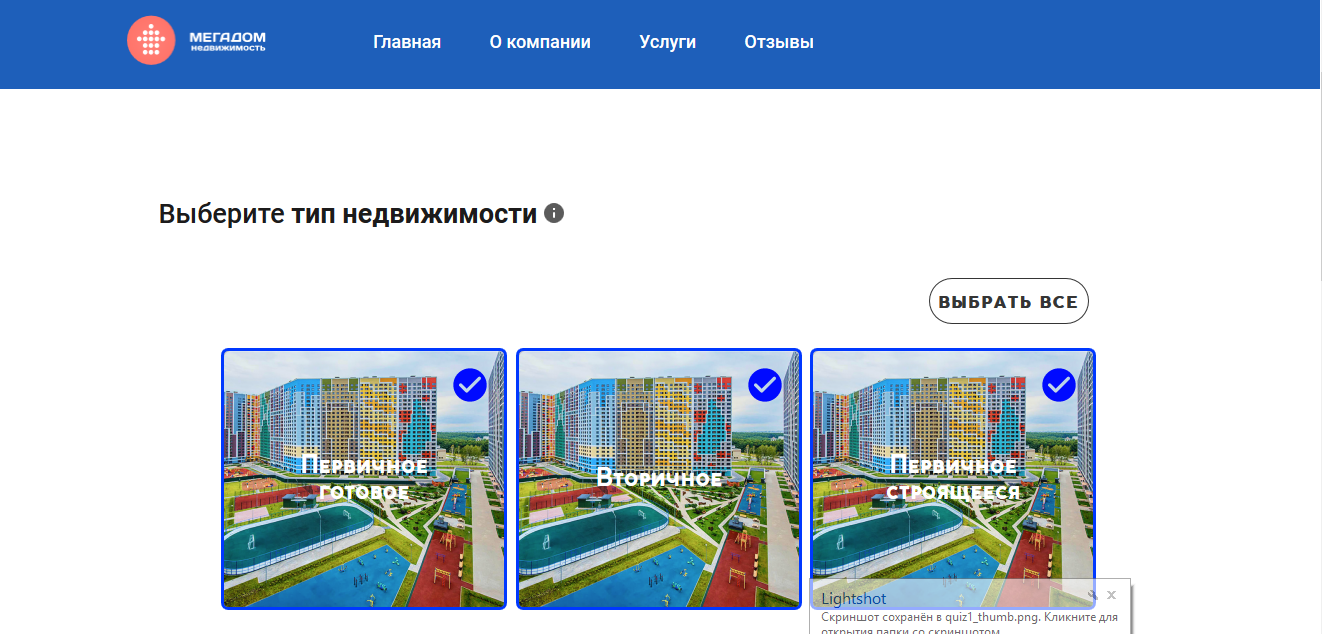 МЕГАДОМ
недвижимость
Главная
О компании
Услуги
Отзывы
Выберите тип недвижимости
ВЫБРАТЬ ВСЕ
Первичное
готовое
Вторичное
Первичное
строящееся
Lightshot
Скриншот сохранён в quiz1_thumb.png. Кликните для
открытия папки со скриншотом.